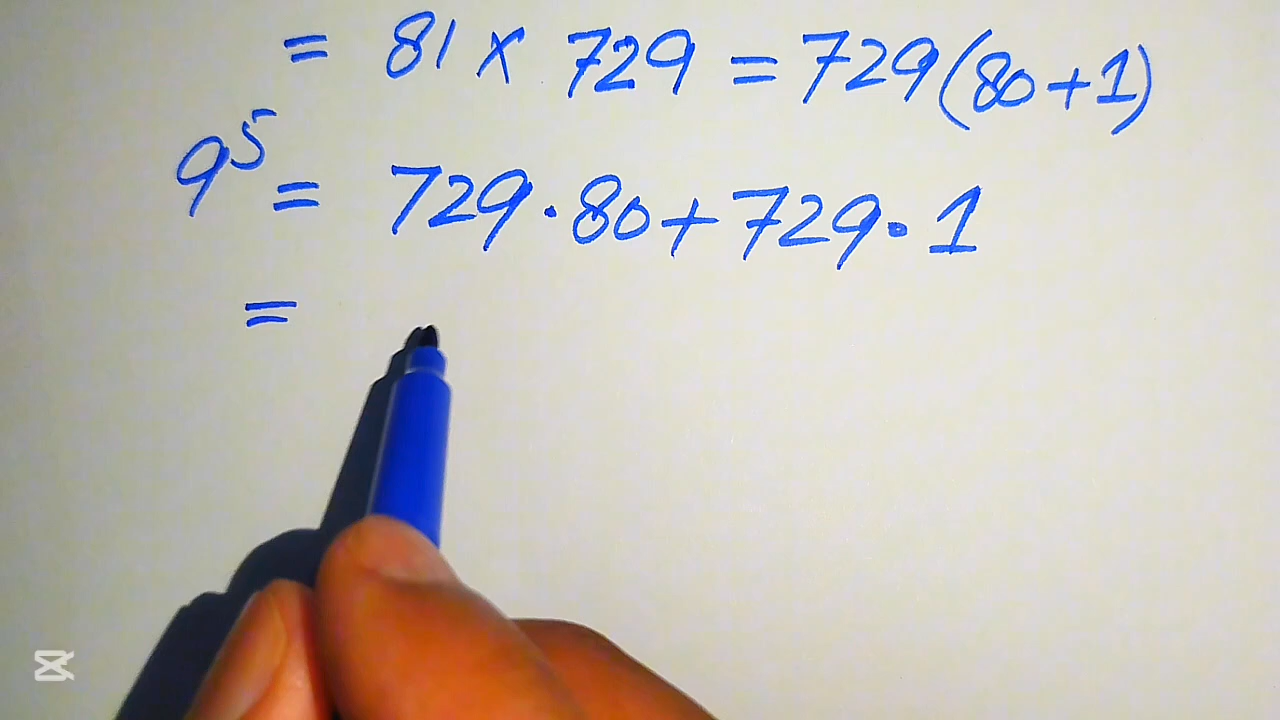 = 81 × 729 = 729(80+1)
9⁵ = 729·80+729·1
=